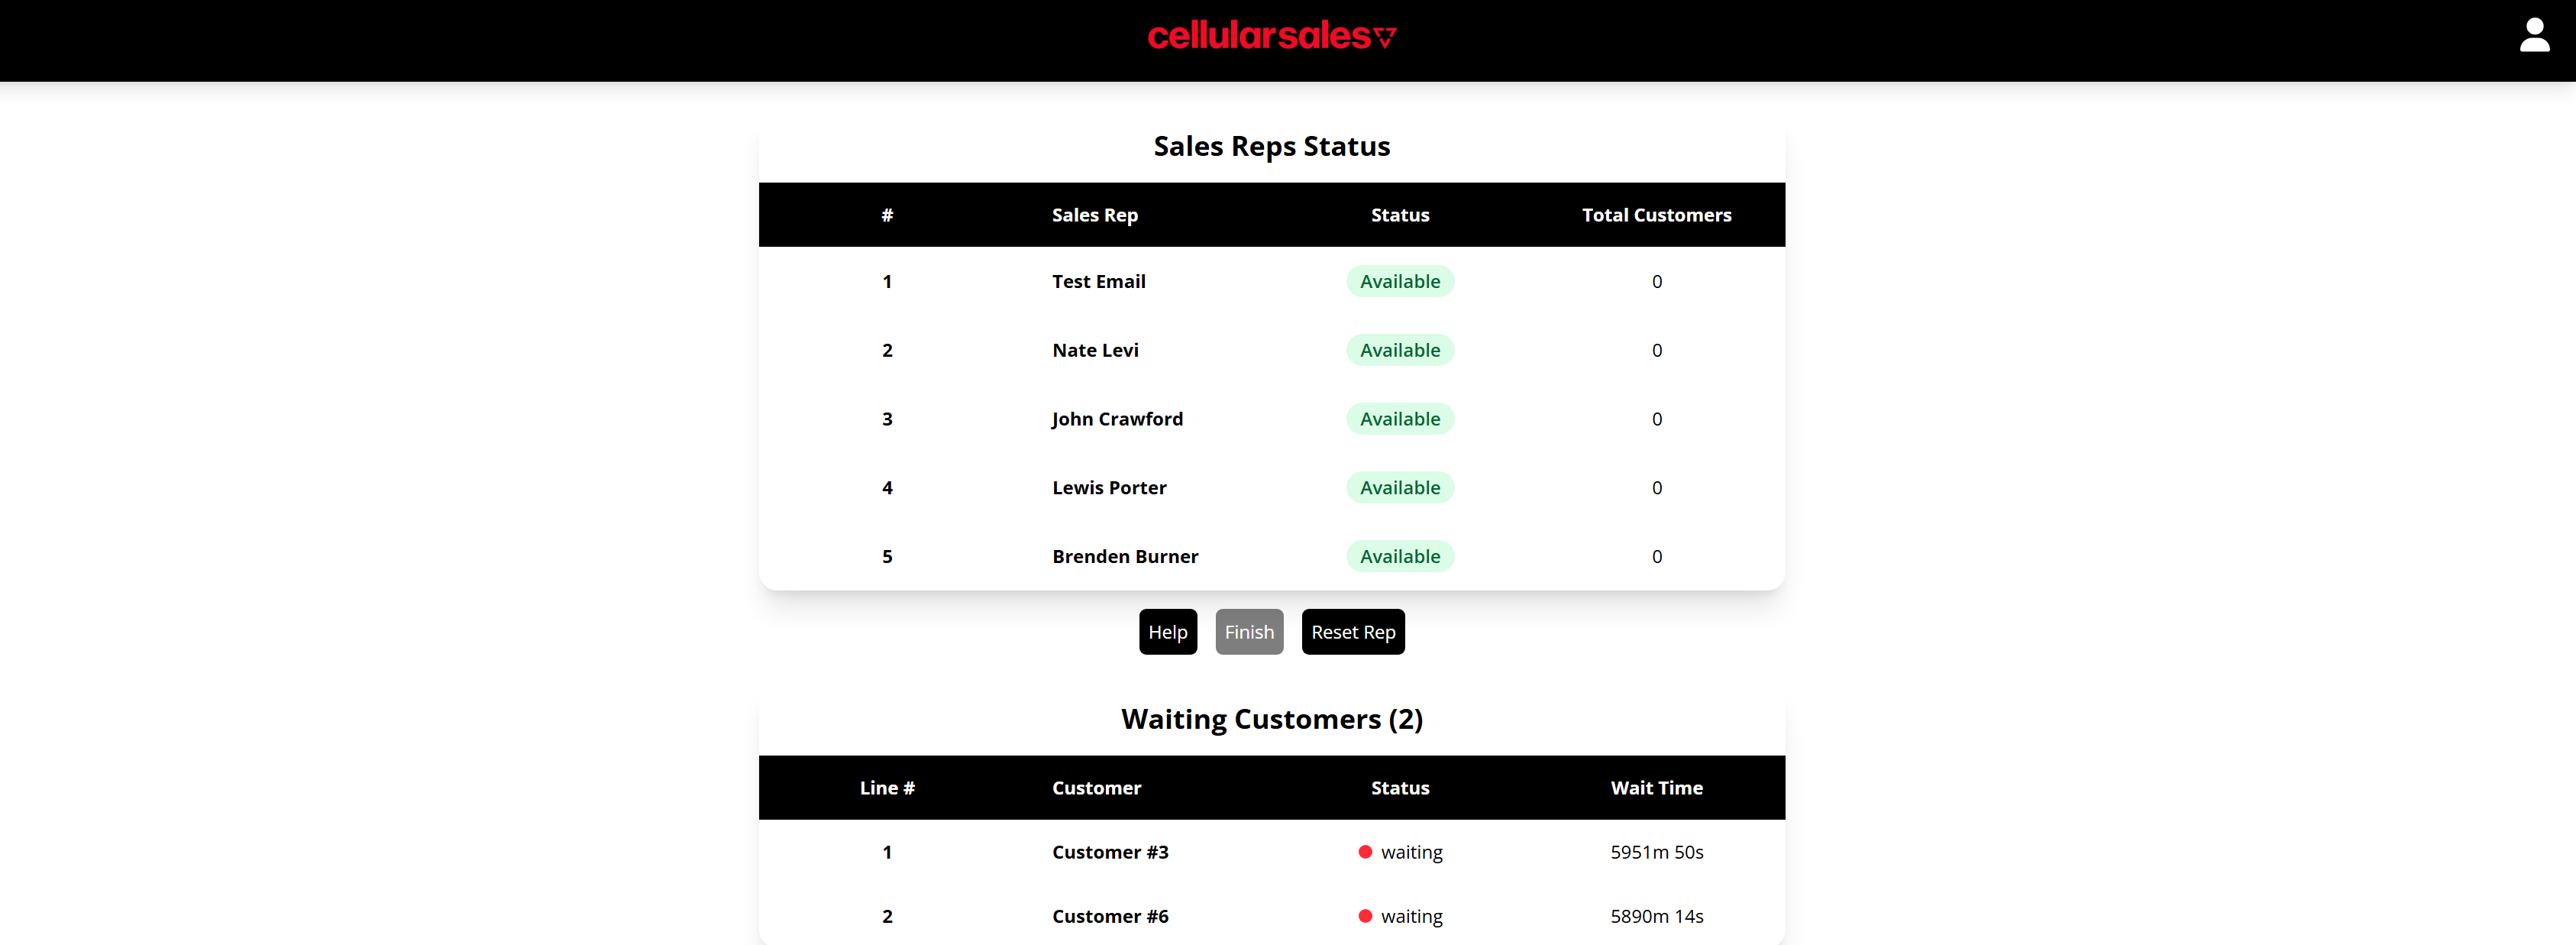 cellularsales
Sales Reps Status
# Sales Rep Status Total Customers
1 Test Email Available 0
2 Nate Levi Available 0
3 John Crawford Available 0
4 Lewis Porter Available 0
5 Brenden Burner Available 0
Help Finish Reset Rep
Waiting Customers (2)
Line # Customer Status Wait Time
1 Customer #3 waiting 5951m 50s
2 Customer #6 waiting 5890m 14s